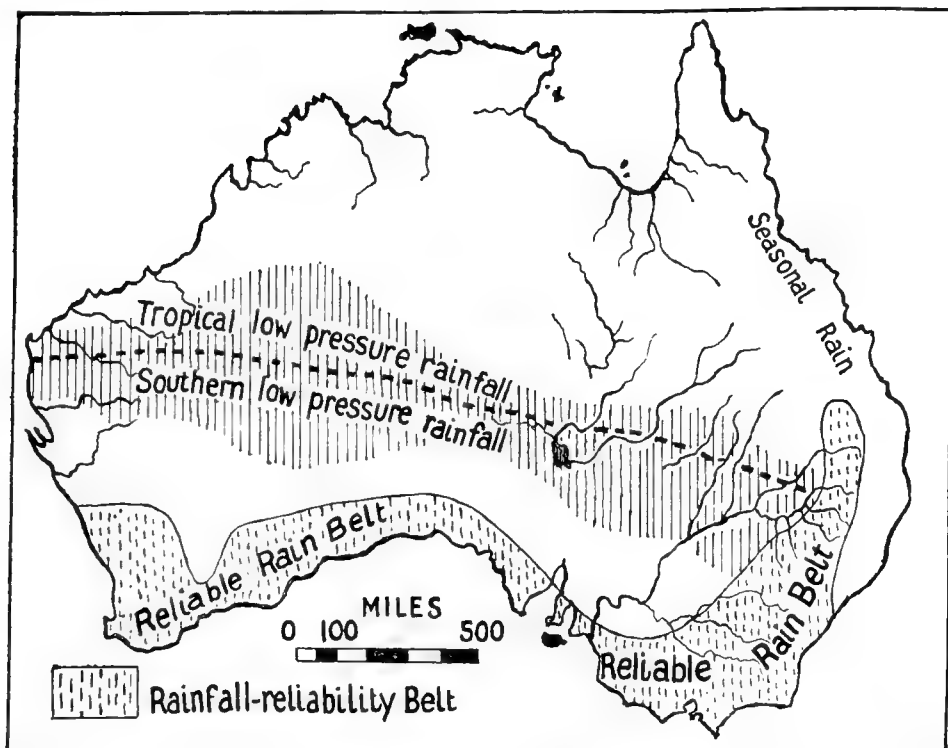 Seasonal Rain
Tropical low pressure rainfall
Southern low pressure rainfall
Reliable Rain Belt
Reliable Rain Belt
MILES
0 100 500
Rainfall-reliability Belt